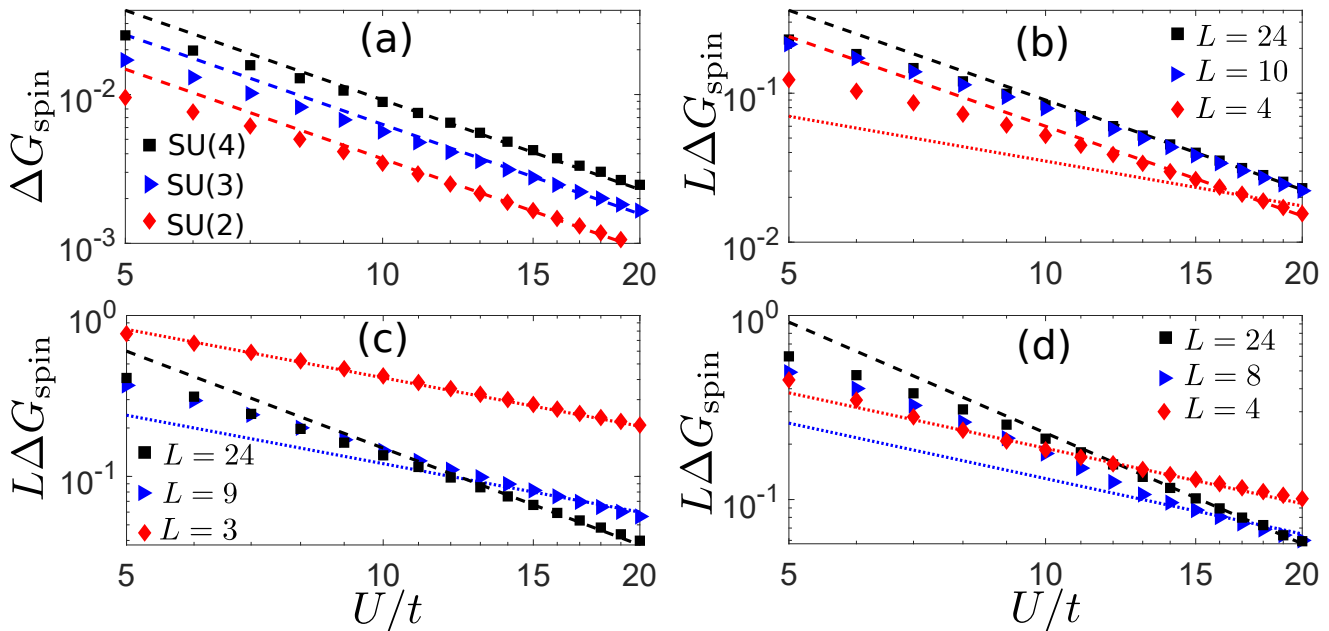 (a)
ΔG_spin
10^-2
10^-3
SU(4)
SU(3)
SU(2)
5 10 15 20
(b)
LΔG_spin
10^-1
10^-2
L = 24
L = 10
L = 4
5 10 15 20
(c)
LΔG_spin
10^0
10^-1
L = 24
L = 9
L = 3
5 10 15 20
U/t
(d)
LΔG_spin
10^0
10^-1
L = 24
L = 8
L = 4
5 10 15 20
U/t